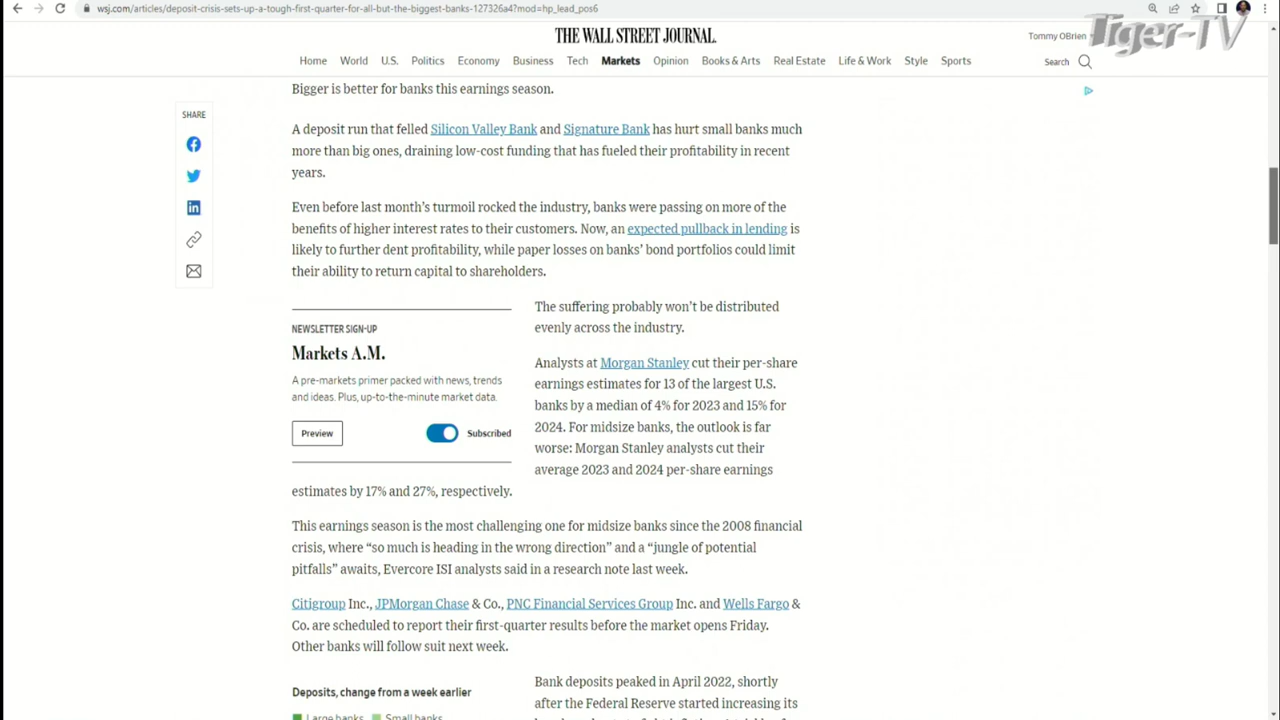 wsj.com/articles/deposit-crisis-sets-up-a-tough-first-quarter-for-all-but-the-biggest-banks-127326a4?mod=hp_lead_pos6
Tiger-TV
THE WALL STREET JOURNAL.
Tommy OBrien
Home World U.S. Politics Economy Business Tech Markets Opinion Books & Arts Real Estate Life & Work Style Sports
Search
SHARE
Bigger is better for banks this earnings season.
A deposit run that felled Silicon Valley Bank and Signature Bank has hurt small banks much
more than big ones, draining low-cost funding that has fueled their profitability in recent
years.
Even before last month's turmoil rocked the industry, banks were passing on more of the
benefits of higher interest rates to their customers. Now, an expected pullback in lending is
likely to further dent profitability, while paper losses on banks' bond portfolios could limit
their ability to return capital to shareholders.
NEWSLETTER SIGN-UP
Markets A.M.
A pre-markets primer packed with news, trends
and ideas. Plus, up-to-the-minute market data.
Preview
Subscribed
The suffering probably won't be distributed
evenly across the industry.
Analysts at Morgan Stanley cut their per-share
earnings estimates for 13 of the largest U.S.
banks by a median of 4% for 2023 and 15% for
2024. For midsize banks, the outlook is far
worse: Morgan Stanley analysts cut their
average 2023 and 2024 per-share earnings
estimates by 17% and 27%, respectively.
This earnings season is the most challenging one for midsize banks since the 2008 financial
crisis, where “so much is heading in the wrong direction” and a “jungle of potential
pitfalls” awaits, Evercore ISI analysts said in a research note last week.
Citigroup Inc., JPMorgan Chase & Co., PNC Financial Services Group Inc. and Wells Fargo &
Co. are scheduled to report their first-quarter results before the market opens Friday.
Other banks will follow suit next week.
Deposits, change from a week earlier
Large banks Small banks
Bank deposits peaked in April 2022, shortly
after the Federal Reserve started increasing its